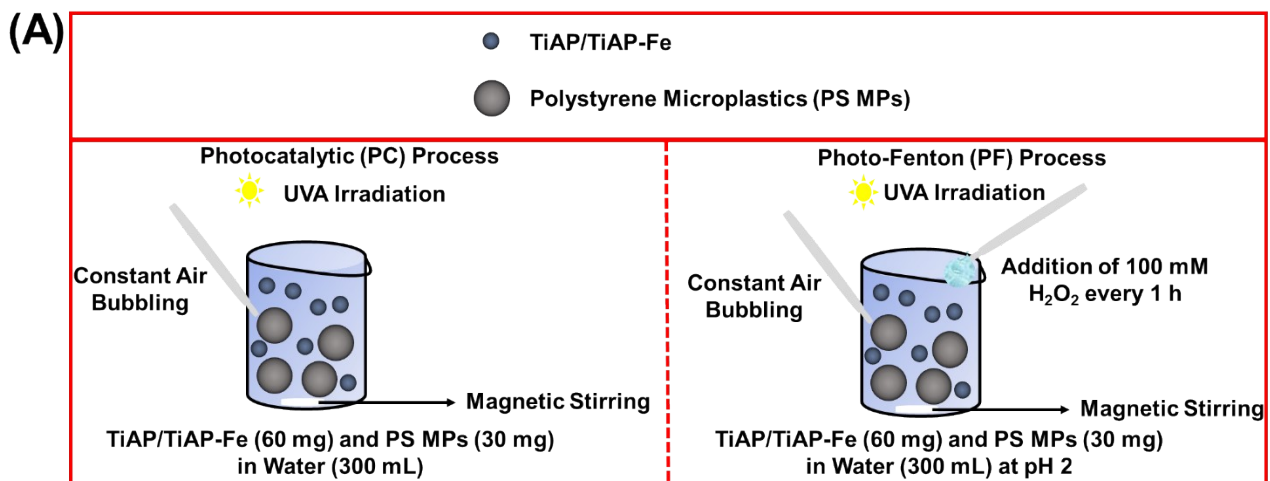 (A)
TiAP/TiAP-Fe
Polystyrene Microplastics (PS MPs)
Photocatalytic (PC) Process
UVA Irradiation
Constant Air
Bubbling
Magnetic Stirring
TiAP/TiAP-Fe (60 mg) and PS MPs (30 mg)
in Water (300 mL)
Photo-Fenton (PF) Process
UVA Irradiation
Constant Air
Bubbling
Addition of 100 mM
H₂O₂ every 1 h
Magnetic Stirring
TiAP/TiAP-Fe (60 mg) and PS MPs (30 mg)
in Water (300 mL) at pH 2